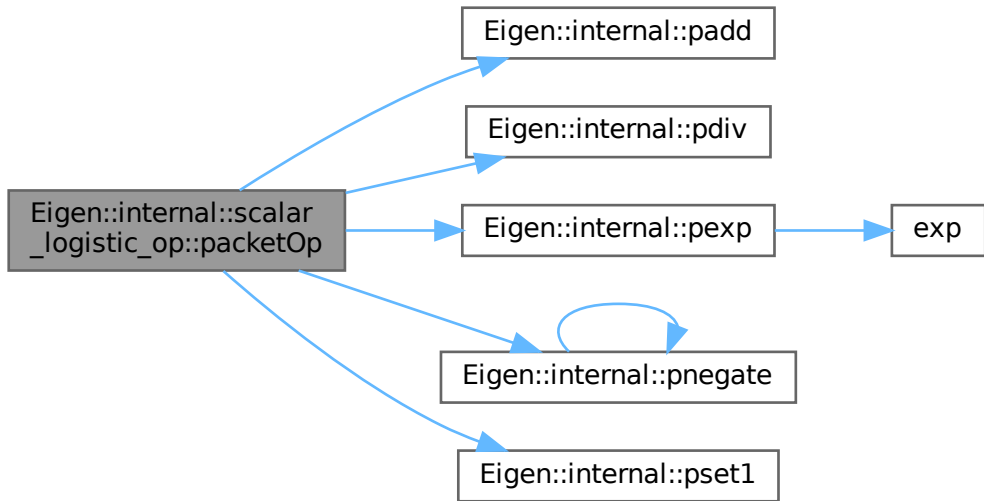 Eigen::internal::padd
Eigen::internal::pdiv
Eigen::internal::scalar
_logistic_op::packetOp
Eigen::internal::pexp
exp
Eigen::internal::pnegate
Eigen::internal::pset1